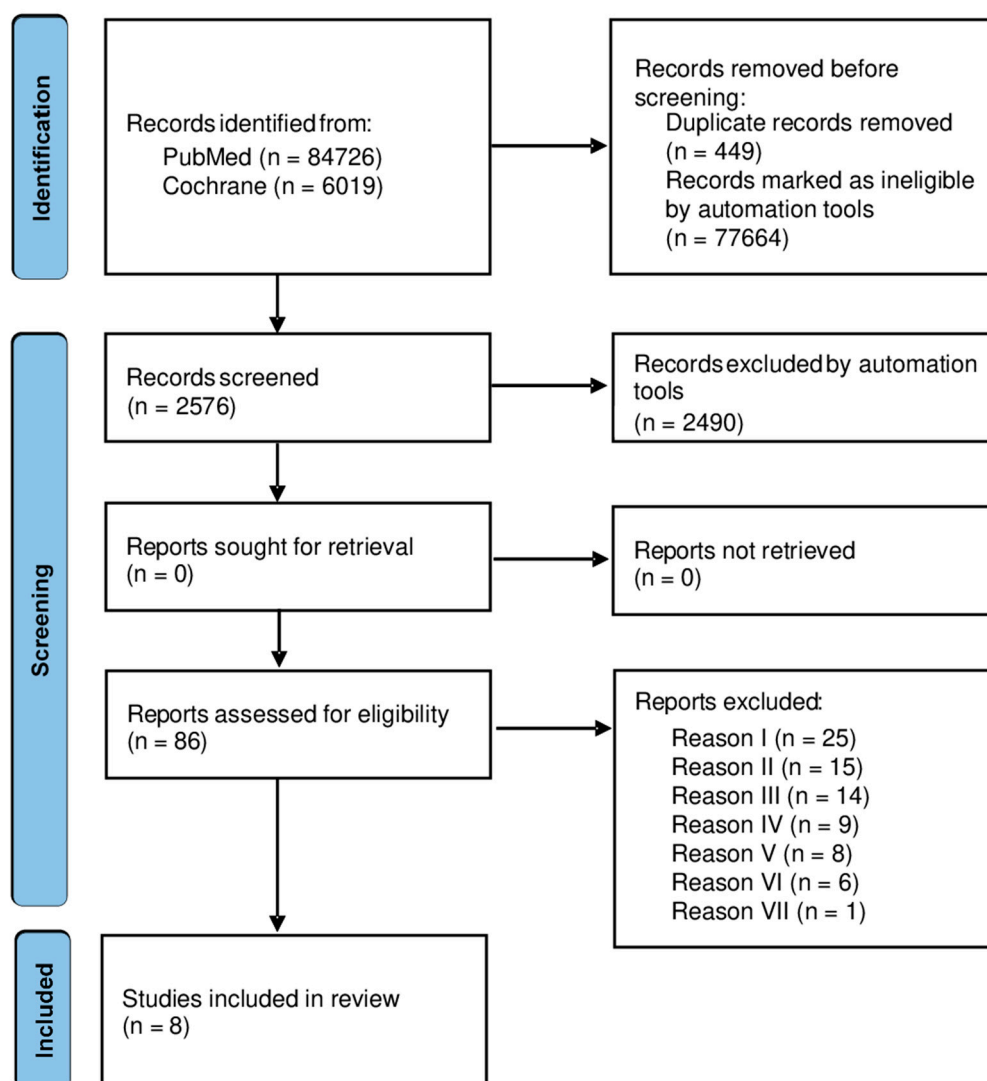 Identification
Records identified from:
PubMed (n = 84726)
Cochrane (n = 6019)
Records removed before
screening:
Duplicate records removed
(n = 449)
Records marked as ineligible
by automation tools
(n = 77664)
Screening
Records screened
(n = 2576)
Records excluded by automation
tools
(n = 2490)
Reports sought for retrieval
(n = 0)
Reports not retrieved
(n = 0)
Reports assessed for eligibility
(n = 86)
Reports excluded:
Reason I (n = 25)
Reason II (n = 15)
Reason III (n = 14)
Reason IV (n = 9)
Reason V (n = 8)
Reason VI (n = 6)
Reason VII (n = 1)
Included
Studies included in review
(n = 8)